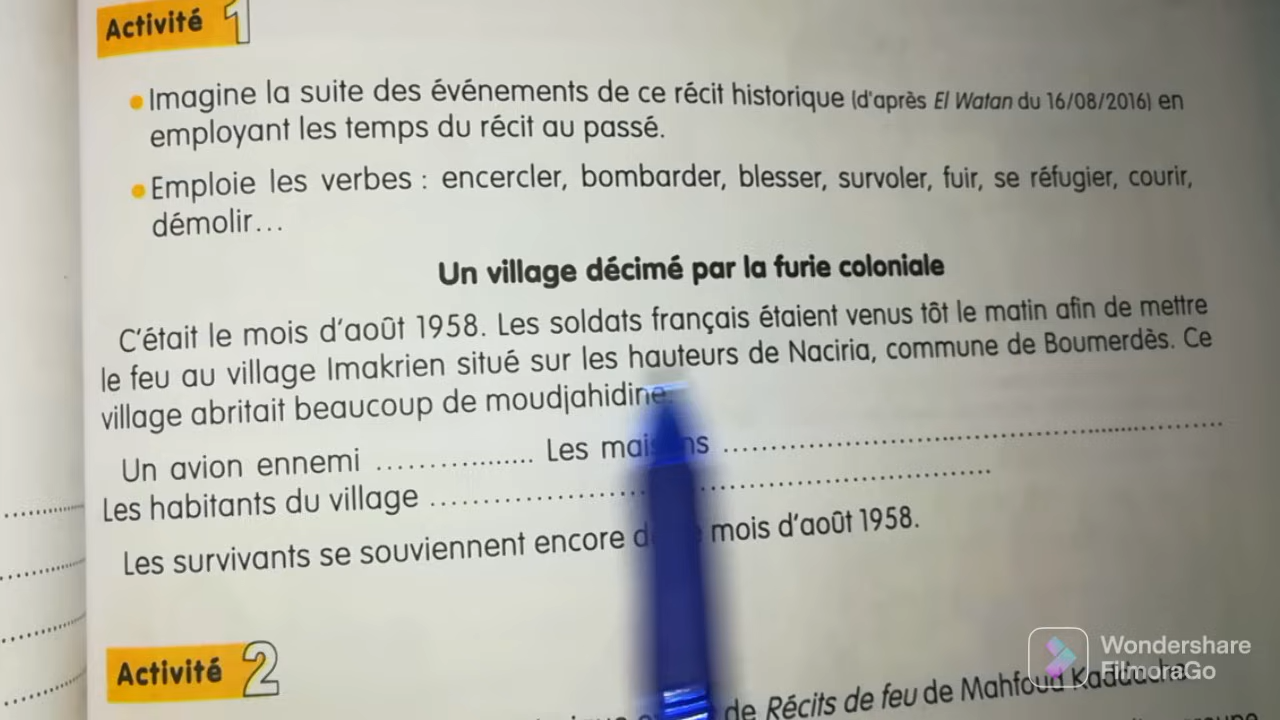 Activité 1
Imagine la suite des événements de ce récit historique (d'après El Watan du 16/08/2016) en
employant les temps du récit au passé.
Emploie les verbes : encercler, bombarder, blesser, survoler, fuir, se réfugier, courir,
démolir...
Un village décimé par la furie coloniale
C'était le mois d'août 1958. Les soldats français étaient venus tôt le matin afin de mettre
le feu au village Imakrien situé sur les hauteurs de Naciria, commune de Boumerdès. Ce
village abritait beaucoup de moudjahidine.
Un avion ennemi .................... Les maisons ..................................................
Les habitants du village ..................................................
Les survivants se souviennent encore mois d'août 1958.
Activité 2
de Récits de feu de Mahfoud
Wondershare
FilmoraGo